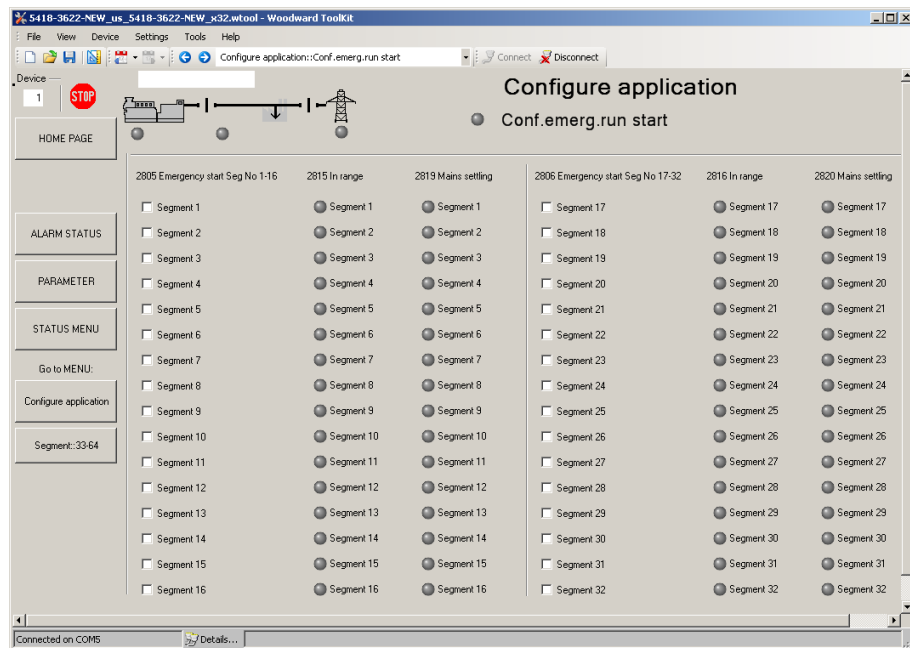 5418-3622-NEW_us_5418-3622-NEW_x32.wtool - Woodward ToolKit
File View Device Settings Tools Help
Configure application::Conf.emerg.run start Connect Disconnect
Device
1 STOP
Configure application
Conf.emerg.run start
HOME PAGE
ALARM STATUS
PARAMETER
STATUS MENU
Go to MENU:
Configure application
Segment::33-64
2805 Emergency start Seg No 1-16 2815 In range 2819 Mains settling 2806 Emergency start Seg No 17-32 2816 In range 2820 Mains settling
Segment 1 Segment 1 Segment 1 Segment 17 Segment 17 Segment 17
Segment 2 Segment 2 Segment 2 Segment 18 Segment 18 Segment 18
Segment 3 Segment 3 Segment 3 Segment 19 Segment 19 Segment 19
Segment 4 Segment 4 Segment 4 Segment 20 Segment 20 Segment 20
Segment 5 Segment 5 Segment 5 Segment 21 Segment 21 Segment 21
Segment 6 Segment 6 Segment 6 Segment 22 Segment 22 Segment 22
Segment 7 Segment 7 Segment 7 Segment 23 Segment 23 Segment 23
Segment 8 Segment 8 Segment 8 Segment 24 Segment 24 Segment 24
Segment 9 Segment 9 Segment 9 Segment 25 Segment 25 Segment 25
Segment 10 Segment 10 Segment 10 Segment 26 Segment 26 Segment 26
Segment 11 Segment 11 Segment 11 Segment 27 Segment 27 Segment 27
Segment 12 Segment 12 Segment 12 Segment 28 Segment 28 Segment 28
Segment 13 Segment 13 Segment 13 Segment 29 Segment 29 Segment 29
Segment 14 Segment 14 Segment 14 Segment 30 Segment 30 Segment 30
Segment 15 Segment 15 Segment 15 Segment 31 Segment 31 Segment 31
Segment 16 Segment 16 Segment 16 Segment 32 Segment 32 Segment 32
Connected on COM5 Details...